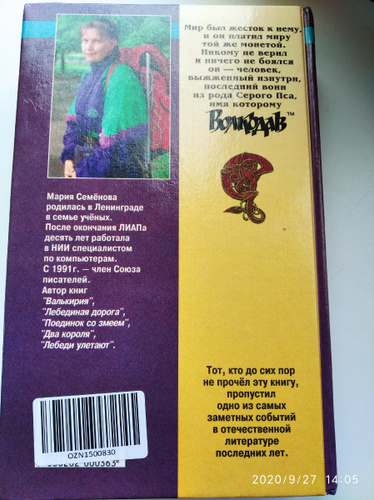 Мир был жесток к нему,
и он платил миру
той же монетой.
Никому не верил
и ничего не боялся
он — человек,
выжженный изнутри,
последний воин
из рода Серого Пса,
имя которому
Волкодав
Мария Семёнова
родилась в Ленинграде
в семье учёных.
После окончания ЛИАПа
десять лет работала
в НИИ специалистом
по компьютерам.
С 1991г. – член Союза
писателей.
Автор книг
"Валькирия",
"Лебединая дорога",
"Поединок со змеем",
"Два короля",
"Лебеди улетают".
Тот, кто до сих пор
не прочёл эту книгу,
пропустил
одно из самых
заметных событий
в отечественной
литературе
последних лет.
OZN1500830
2020/9/27 14:05